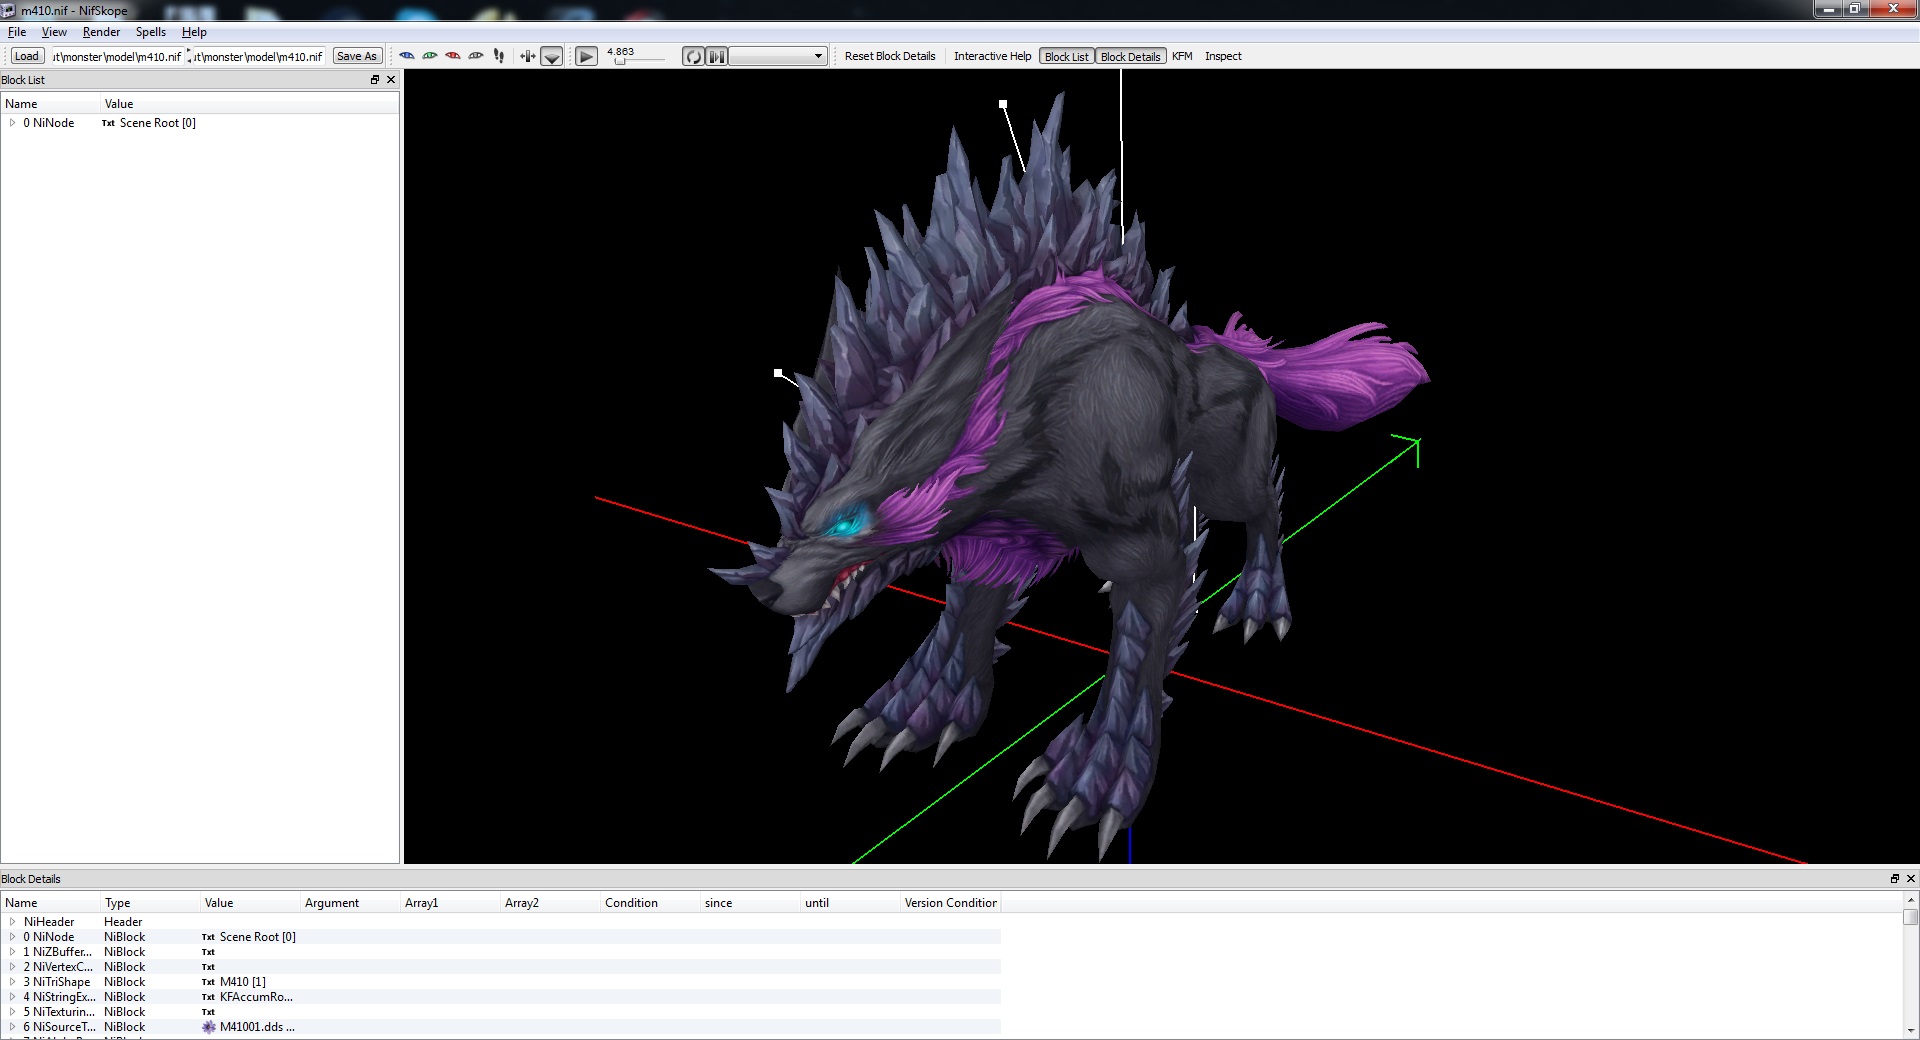 m410.nif - NifSkope
File View Render Spells Help
Load ut\monster\model\m410.nif ut\monster\model\m410.nif Save As 4.863 Reset Block Details Interactive Help Block List Block Details KFM Inspect
Block List
Name Value
0 NiNode Txt Scene Root [0]
Block Details
Name Type Value Argument Array1 Array2 Condition since until Version Condition
NiHeader Header
0 NiNode NiBlock Txt Scene Root [0]
1 NiZBuffer... NiBlock Txt
2 NiVertexC... NiBlock Txt
3 NiTriShape NiBlock Txt M410 [1]
4 NiStringEx... NiBlock Txt KFAccumRo...
5 NiTexturin... NiBlock Txt
6 NiSourceT... NiBlock M41001.dds ...